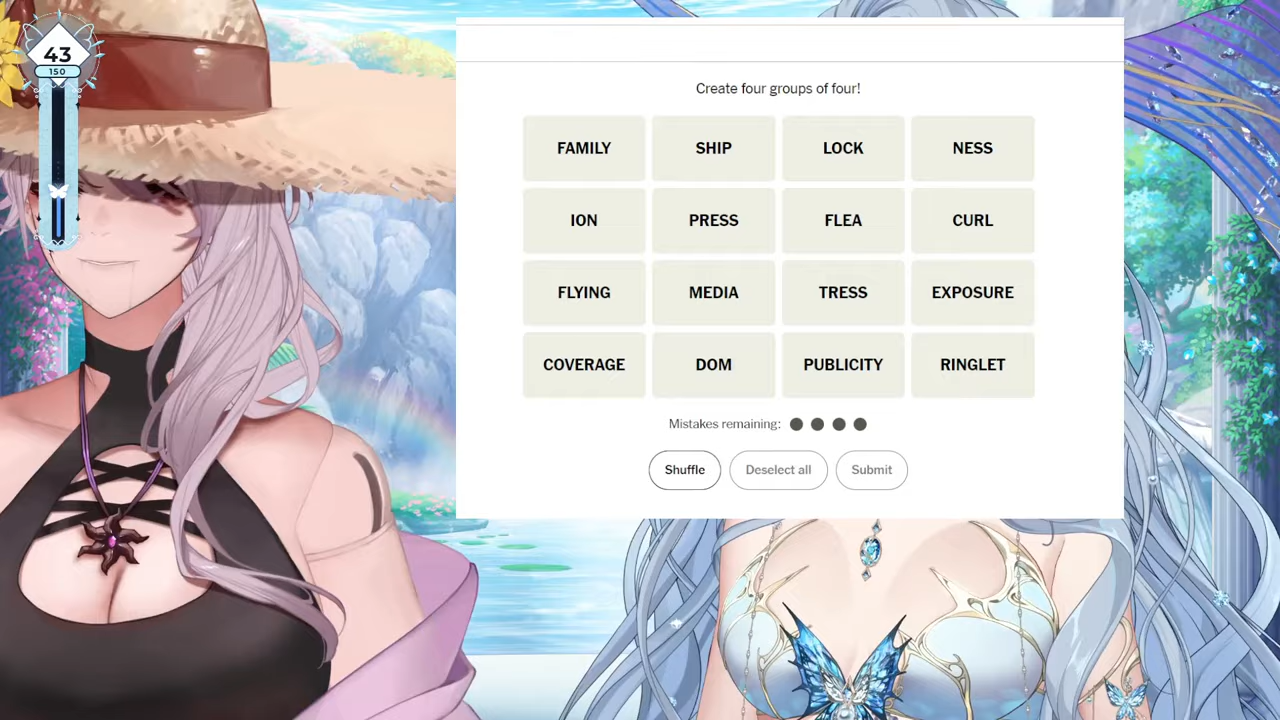 43
150
Create four groups of four!
FAMILY SHIP LOCK NESS
ION PRESS FLEA CURL
FLYING MEDIA TRESS EXPOSURE
COVERAGE DOM PUBLICITY RINGLET
Mistakes remaining:
Shuffle Deselect all Submit